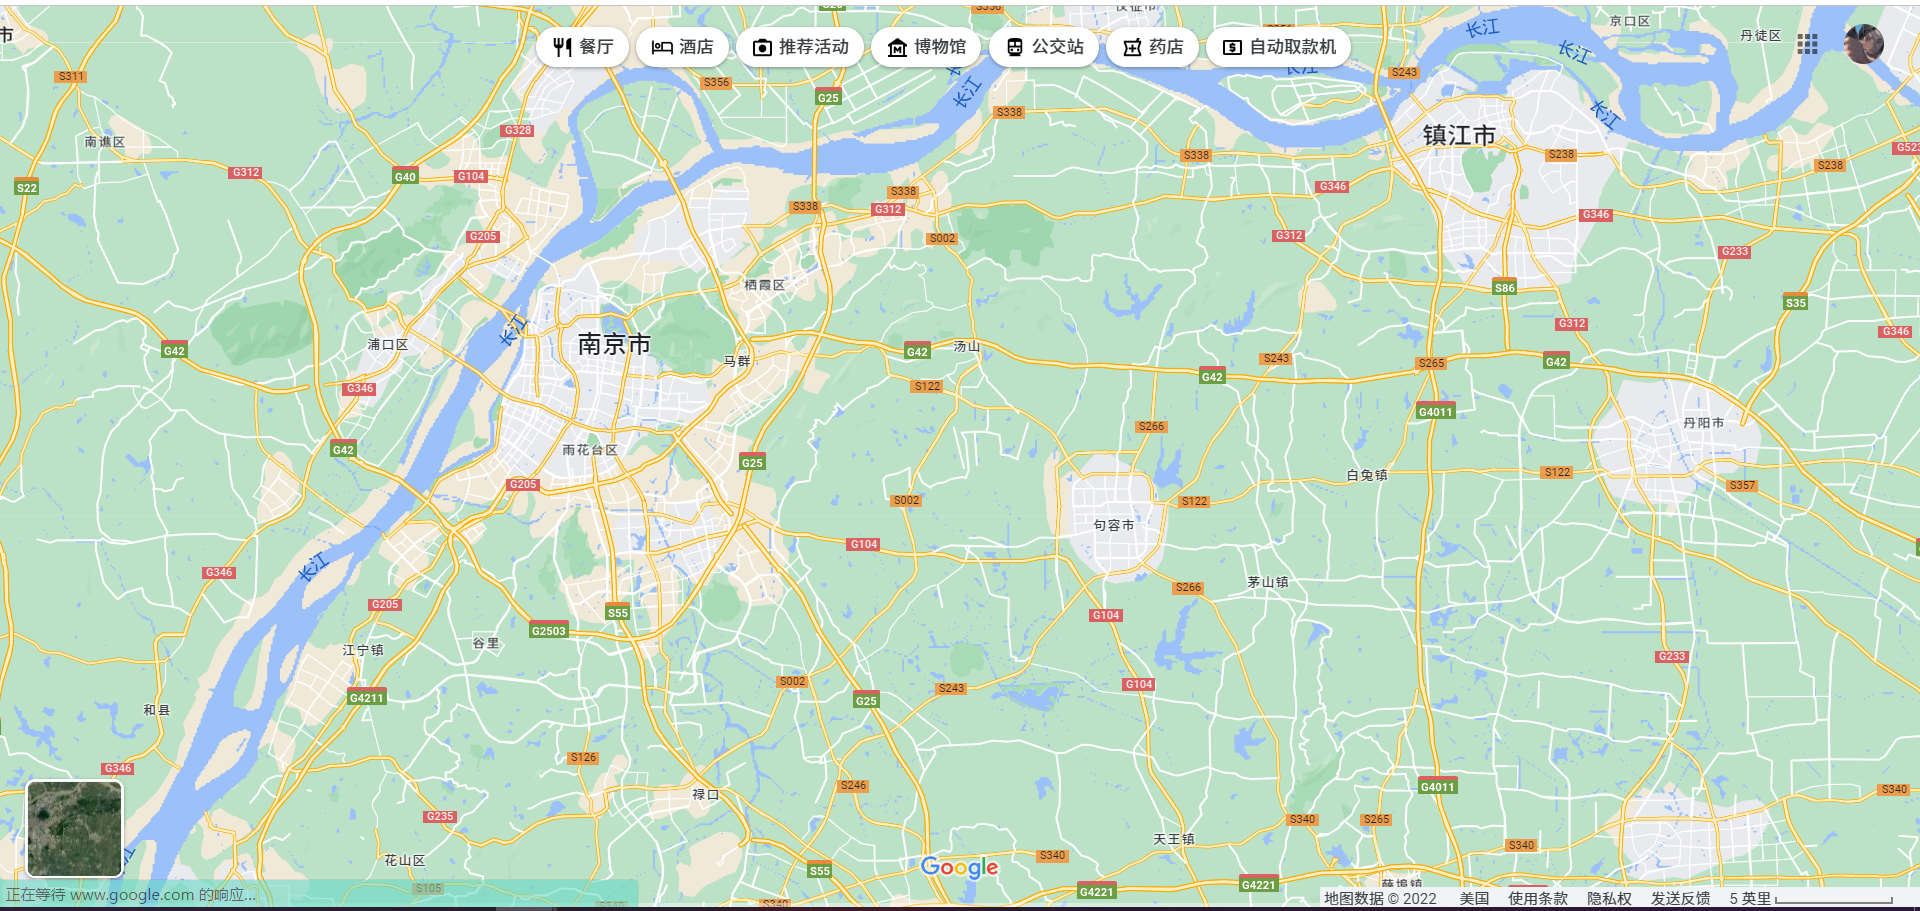 餐厅
酒店
推荐活动
博物馆
公交站
药店
自动取款机
市
京口区
丹徒区
长江
长江
长江
长江
长江
S311
S356
G25
S338
S243
G328
镇江市
南谯区
G312
G40
G104
S22
S338
S238
S238
G346
G346
S338
S338
G312
S002
G205
G312
G233
栖霞区
S86
S35
G312
G346
长江
南京市
浦口区
G42
马群
G42
汤山
S243
S265
G42
G42
G346
S122
G4011
丹阳市
S266
雨花台区
G42
G25
白兔镇
S122
S357
G205
S002
S122
句容市
G104
长江
G346
茅山镇
S266
G205
S55
G104
G2503
谷里
江宁镇
G233
S002
S243
G104
G4211
G25
和县
S126
G346
S246
G4011
S340
禄口
G235
S340
S265
天王镇
S340
花山区
S340
S55
Google
G4221
G4221
S105
薛埠镇
正在等待 www.google.com 的响应...
地图数据 © 2022 美国 使用条款 隐私权 发送反馈 5 英里